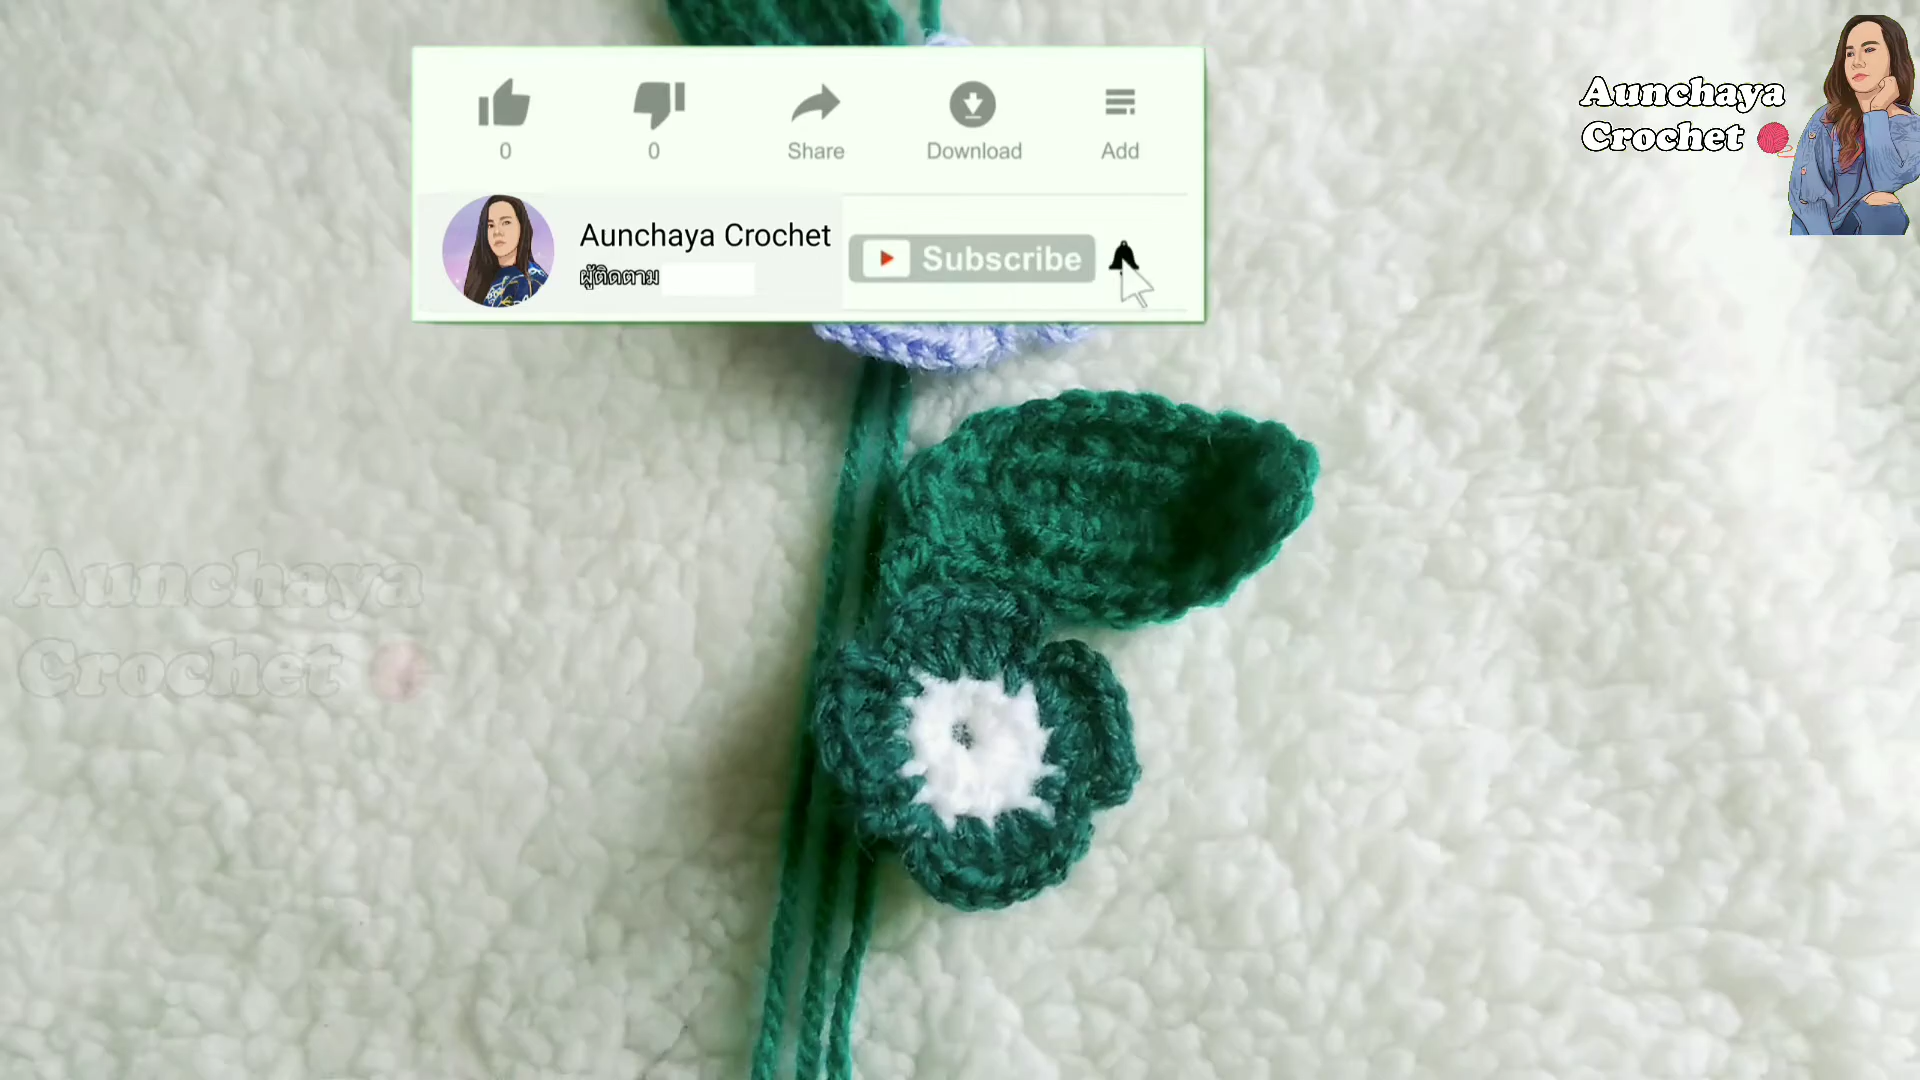 0
0
Share
Download
Add
Aunchaya Crochet
ผู้ติดตาม
Subscribe
Aunchaya
Crochet
Aunchaya
Crochet